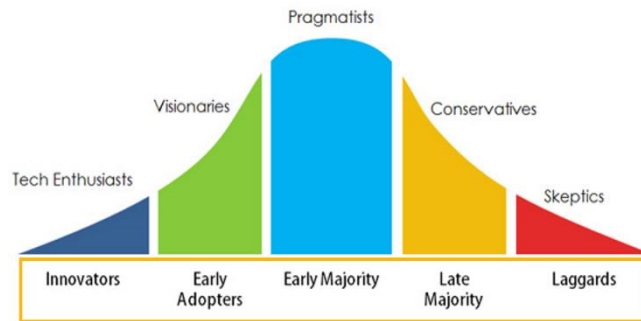 Pragmatists
Visionaries
Conservatives
Tech Enthusiasts
Skeptics
Innovators
Early
Adopters
Early Majority
Late
Majority
Laggards